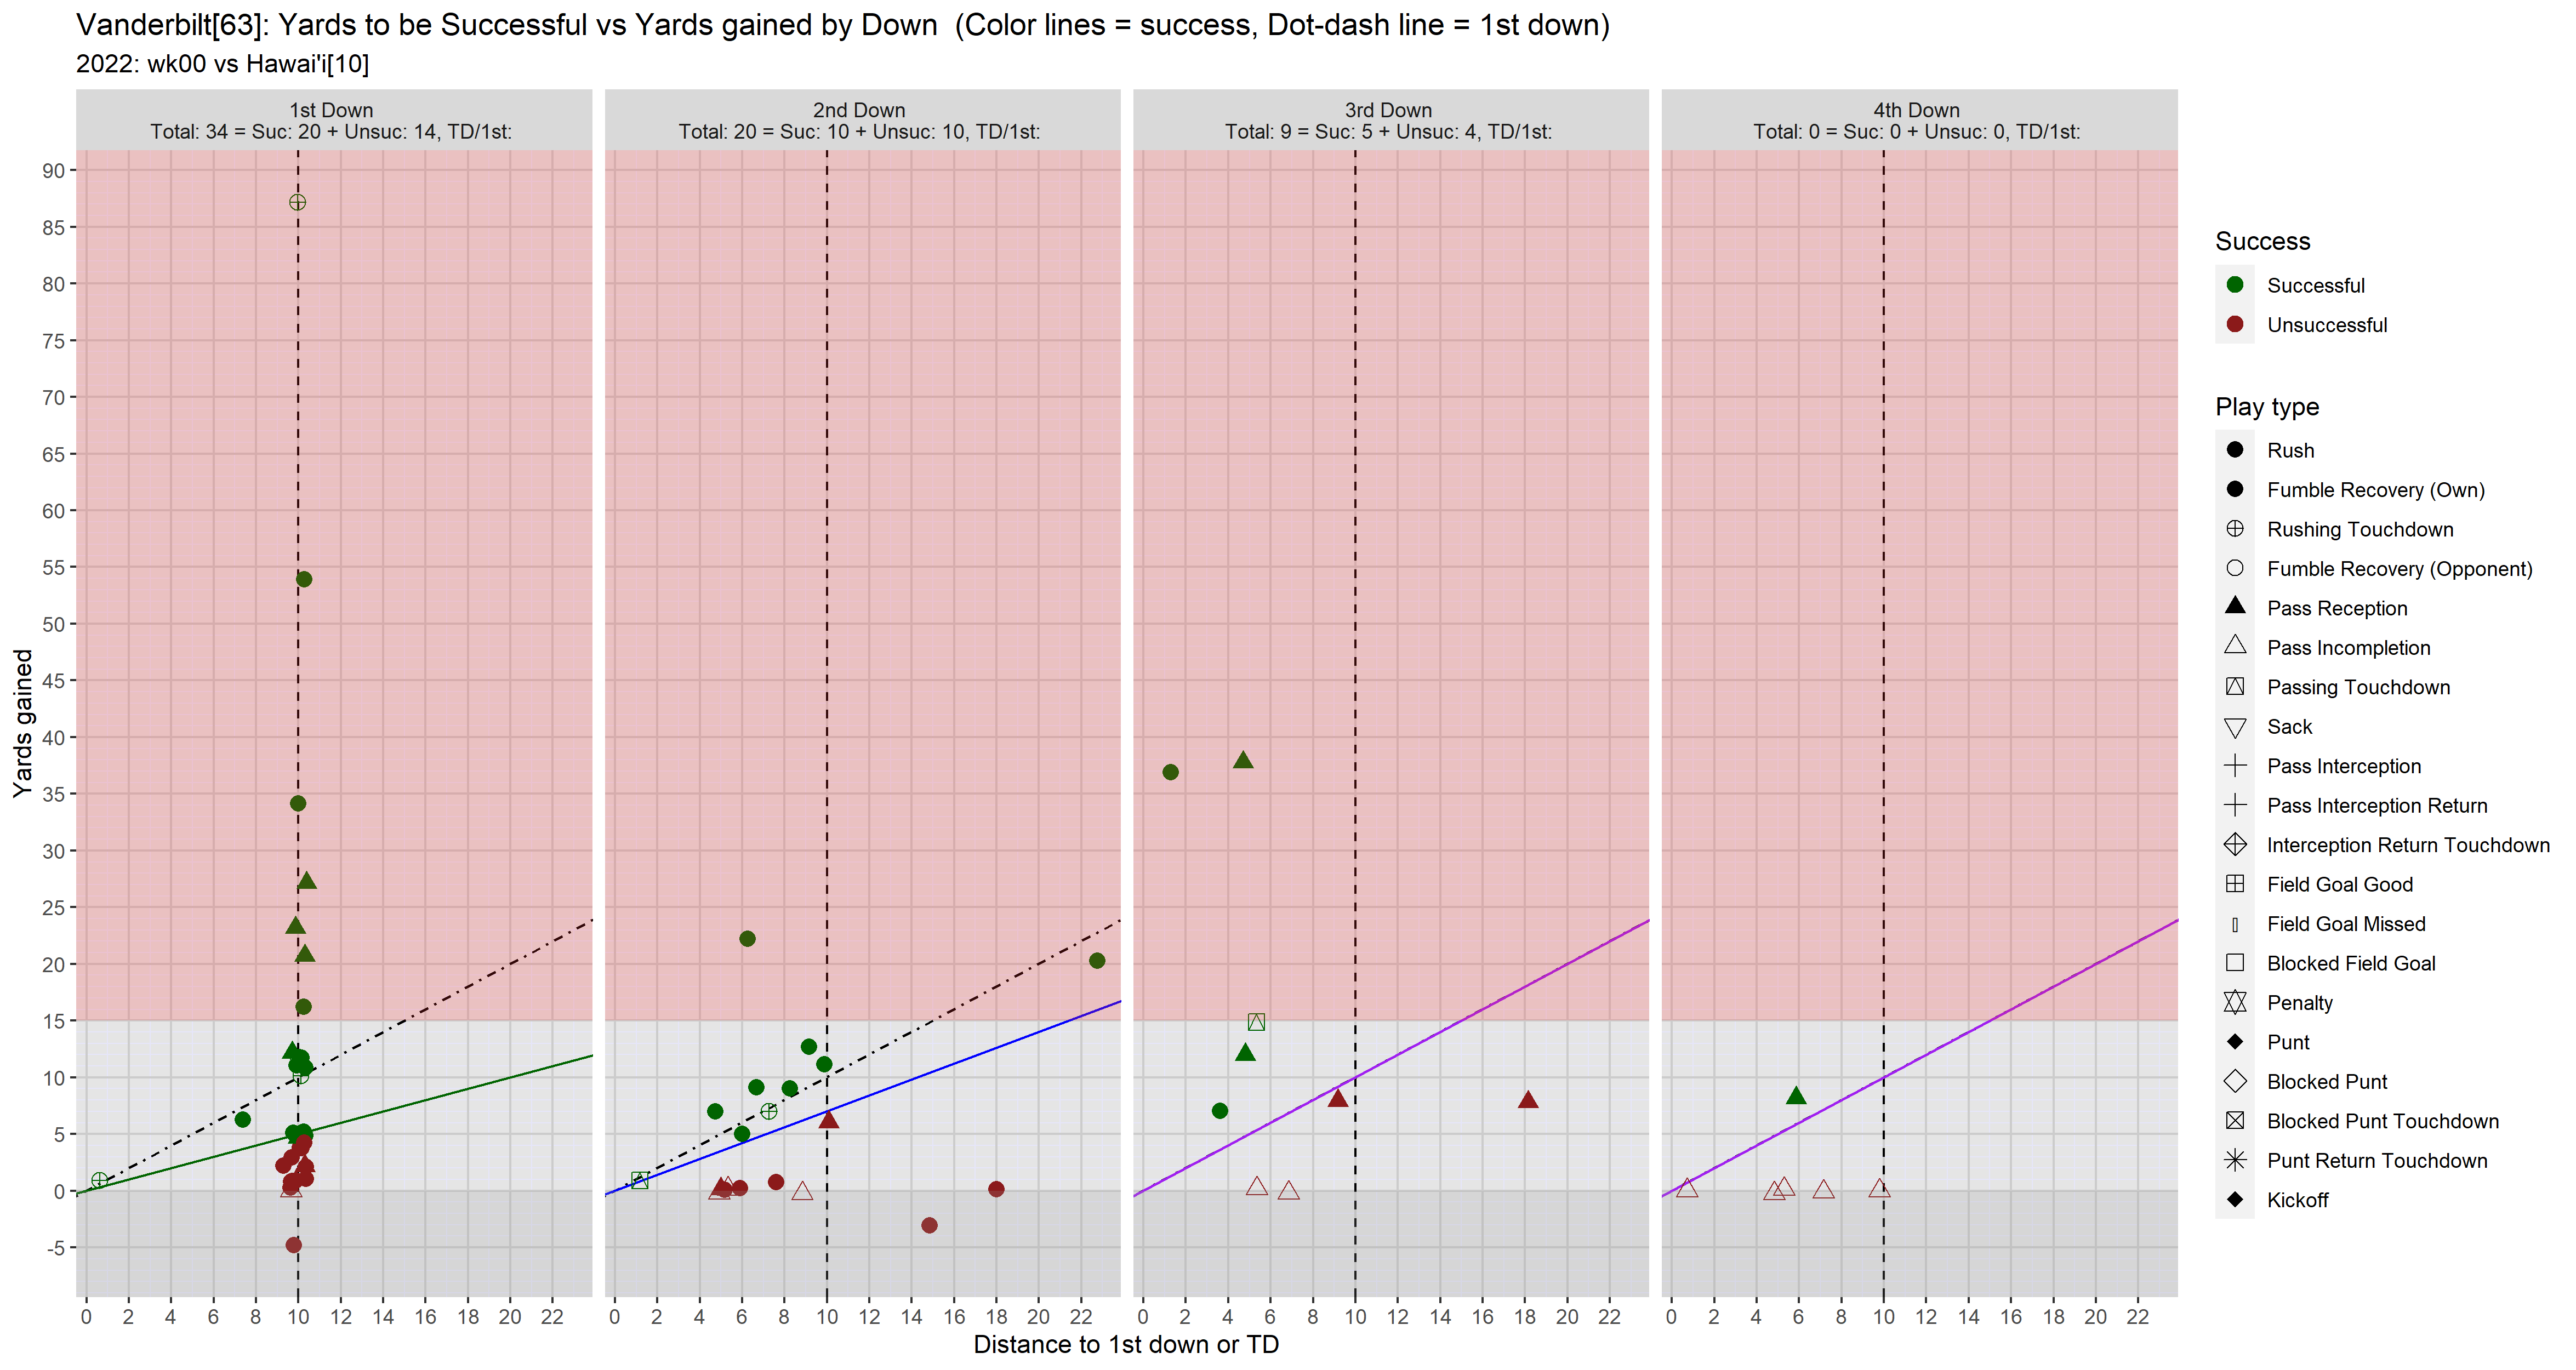 Vanderbilt[63]: Yards to be Successful vs Yards gained by Down  (Color lines = success, Dot-dash line = 1st down)
2022: wk00 vs Hawai'i[10]
1st Down
Total: 34 = Suc: 20 + Unsuc: 14, TD/1st:
2nd Down
Total: 20 = Suc: 10 + Unsuc: 10, TD/1st:
3rd Down
Total: 9 = Suc: 5 + Unsuc: 4, TD/1st:
4th Down
Total: 0 = Suc: 0 + Unsuc: 0, TD/1st:
Yards gained
90
85
80
75
70
65
60
55
50
45
40
35
30
25
20
15
10
5
0
-5
0 2 4 6 8 10 12 14 16 18 20 22
0 2 4 6 8 10 12 14 16 18 20 22
0 2 4 6 8 10 12 14 16 18 20 22
0 2 4 6 8 10 12 14 16 18 20 22
Distance to 1st down or TD
Success
Successful
Unsuccessful
Play type
Rush
Fumble Recovery (Own)
Rushing Touchdown
Fumble Recovery (Opponent)
Pass Reception
Pass Incompletion
Passing Touchdown
Sack
Pass Interception
Pass Interception Return
Interception Return Touchdown
Field Goal Good
Field Goal Missed
Blocked Field Goal
Penalty
Punt
Blocked Punt
Blocked Punt Touchdown
Punt Return Touchdown
Kickoff